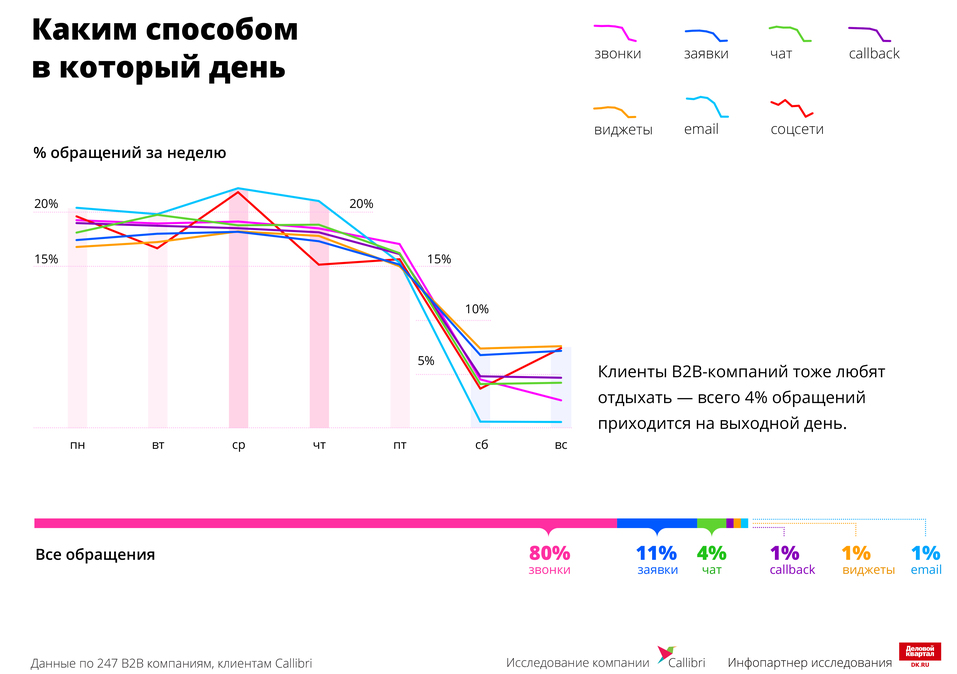 Каким способом
в который день
звонки
заявки
чат
callback
виджеты
email
соцсети
% обращений за неделю
20%
20%
15%
15%
10%
5%
пн
вт
ср
чт
пт
сб
вс
Клиенты B2B-компаний тоже любят
отдыхать — всего 4% обращений
приходится на выходной день.
Все обращения
80%
звонки
11%
заявки
4%
чат
1%
callback
1%
виджеты
1%
email
Данные по 247 B2B компаниям, клиентам Callibri
Исследование компании Callibri
Инфопартнер исследования
Деловой
квартал
DK.RU